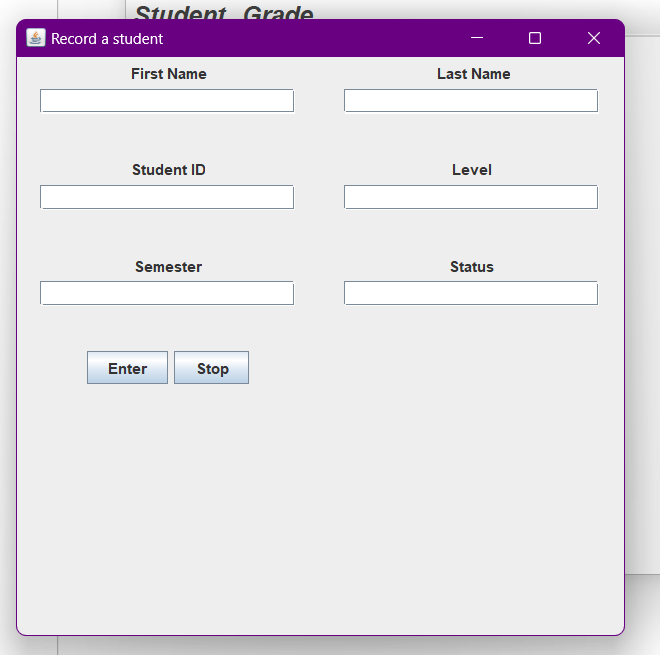 Student Grade
Record a student
First Name Last Name
Student ID Level
Semester Status
Enter Stop